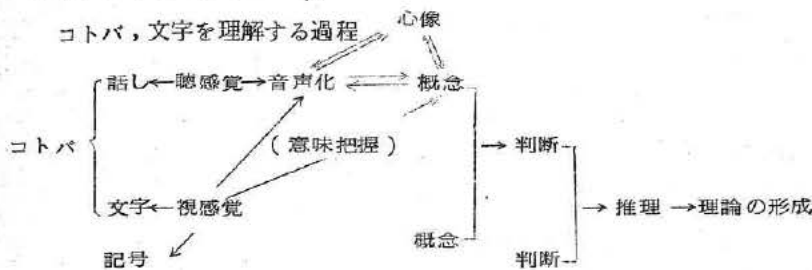 心像
コトバ,文字を理解する過程
話し←聴感覚→音声化 概念
コトバ (意味把握) →判断
文字←視感覚 →推理→理論の形成
概念
記号 判断